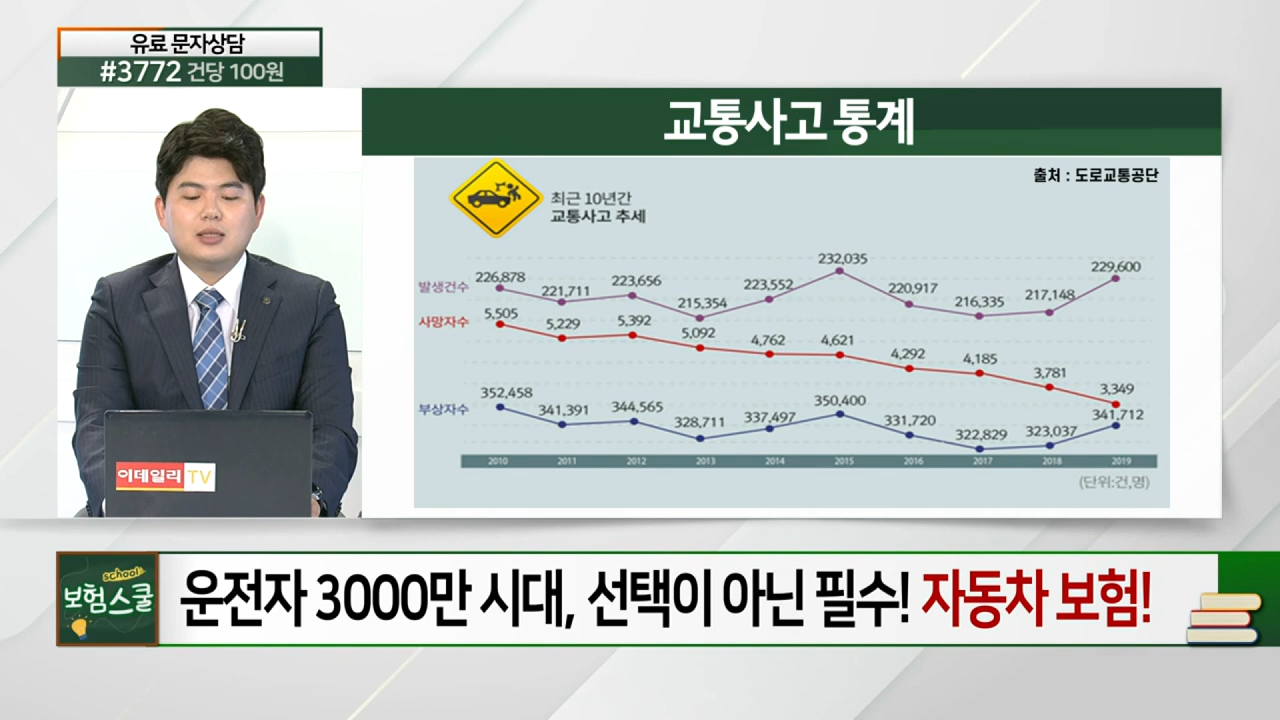 유료 문자상담
#3772 건당 100원
교통사고 통계
출처 : 도로교통공단
최근 10년간
교통사고 추세
발생건수 226,878 221,711 223,656 215,354 223,552 232,035 220,917 216,335 217,148 229,600
사망자수 5,505 5,229 5,392 5,092 4,762 4,621 4,292 4,185 3,781 3,349
부상자수 352,458 341,391 344,565 328,711 337,497 350,400 331,720 322,829 323,037 341,712
2010 2011 2012 2013 2014 2015 2016 2017 2018 2019
(단위:건,명)
이데일리 TV
school
보험스쿨
운전자 3000만 시대, 선택이 아닌 필수! 자동차 보험!